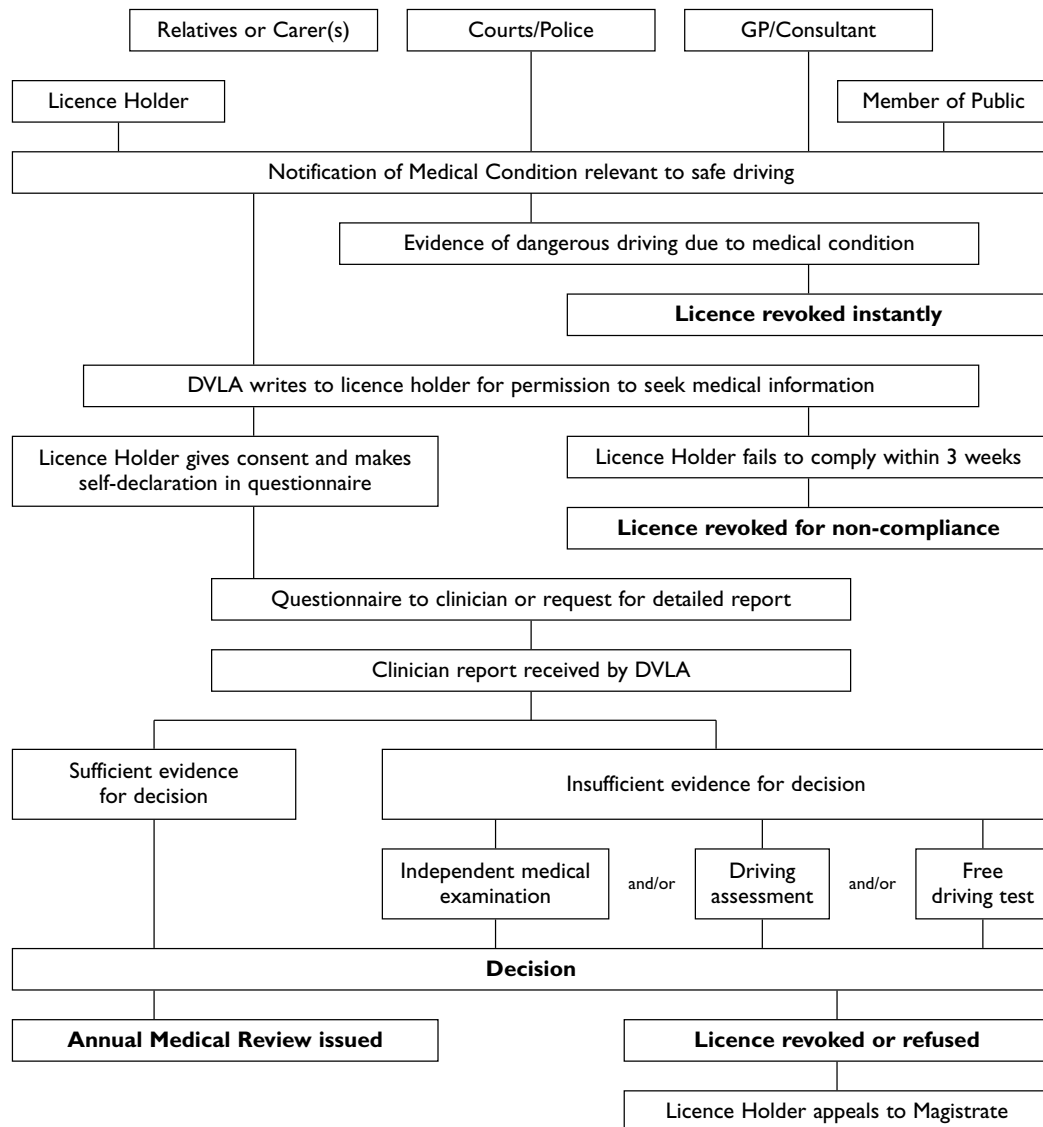 Relatives or Carer(s)
Courts/Police
GP/Consultant
Licence Holder
Member of Public
Notification of Medical Condition relevant to safe driving
Evidence of dangerous driving due to medical condition
Licence revoked instantly
DVLA writes to licence holder for permission to seek medical information
Licence Holder gives consent and makes
self-declaration in questionnaire
Licence Holder fails to comply within 3 weeks
Licence revoked for non-compliance
Questionnaire to clinician or request for detailed report
Clinician report received by DVLA
Sufficient evidence
for decision
Insufficient evidence for decision
Independent medical
examination
and/or
Driving
assessment
and/or
Free
driving test
Decision
Annual Medical Review issued
Licence revoked or refused
Licence Holder appeals to Magistrate